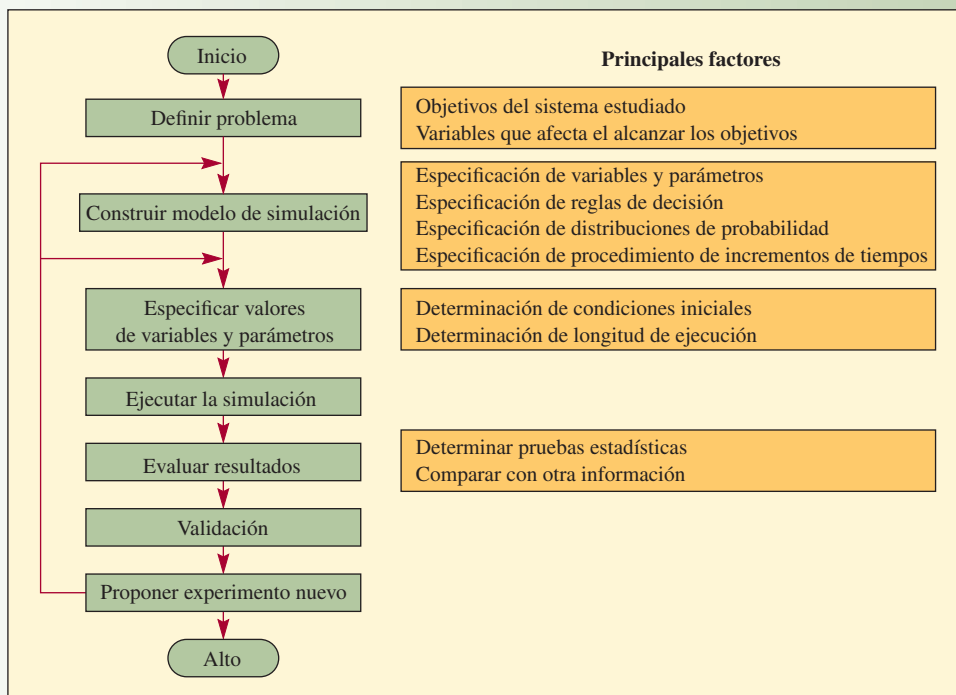 Inicio
Principales factores
Definir problema
Objetivos del sistema estudiado
Variables que afecta el alcanzar los objetivos
Construir modelo de simulación
Especificación de variables y parámetros
Especificación de reglas de decisión
Especificación de distribuciones de probabilidad
Especificación de procedimiento de incrementos de tiempos
Especificar valores
de variables y parámetros
Determinación de condiciones iniciales
Determinación de longitud de ejecución
Ejecutar la simulación
Evaluar resultados
Determinar pruebas estadísticas
Comparar con otra información
Validación
Proponer experimento nuevo
Alto